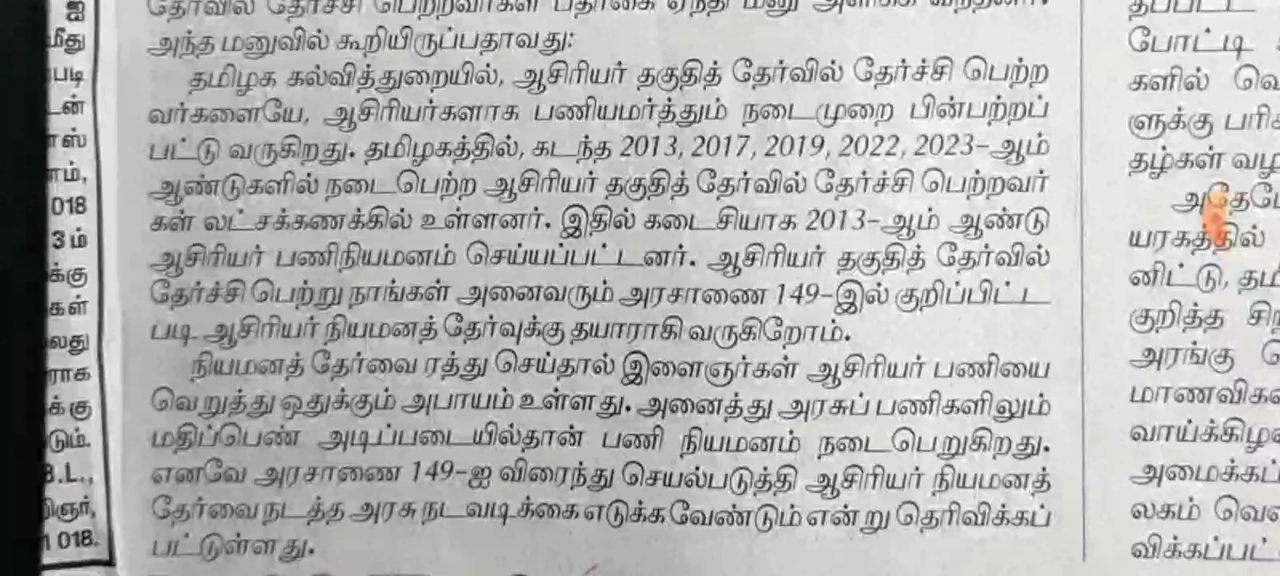 அந்த மனுவில் கூறியிருப்பதாவது:
தமிழக கல்வித்துறையில், ஆசிரியர் தகுதித் தேர்வில் தேர்ச்சி பெற்ற
வர்களையே, ஆசிரியர்களாக பணியமர்த்தும் நடைமுறை பின்பற்றப்
பட்டு வருகிறது. தமிழகத்தில், கடந்த 2013, 2017, 2019, 2022, 2023-ஆம்
ஆண்டுகளில் நடைபெற்ற ஆசிரியர் தகுதித் தேர்வில் தேர்ச்சி பெற்றவர்
கள் லட்சக்கணக்கில் உள்ளனர். இதில் கடைசியாக 2013-ஆம் ஆண்டு
ஆசிரியர் பணிநியமனம் செய்யப்பட்டனர். ஆசிரியர் தகுதித் தேர்வில்
தேர்ச்சி பெற்று நாங்கள் அனைவரும் அரசாணை 149-இல் குறிப்பிட்ட
படி ஆசிரியர் நியமனத் தேர்வுக்கு தயாராகி வருகிறோம்.
நியமனத் தேர்வை ரத்து செய்தால் இளைஞர்கள் ஆசிரியர் பணியை
வெறுத்து ஒதுக்கும் அபாயம் உள்ளது. அனைத்து அரசுப் பணிகளிலும்
மதிப்பெண் அடிப்படையில்தான் பணி நியமனம் நடைபெறுகிறது.
எனவே அரசாணை 149-ஐ விரைந்து செயல்படுத்தி ஆசிரியர் நியமனத்
தேர்வை நடத்த அரசு நடவடிக்கை எடுக்க வேண்டும் என்று தெரிவிக்கப்
பட்டுள்ளது.
போட்டி
களில்
ளுக்கு
தழ்கள்
யரகத்தில்
னிட்டு,
குறித்த
அரங்கு
லகம்
018
3ம்
க்கு
கள்
லது
ராக
க்கு
டும்.
B.L.,
018.